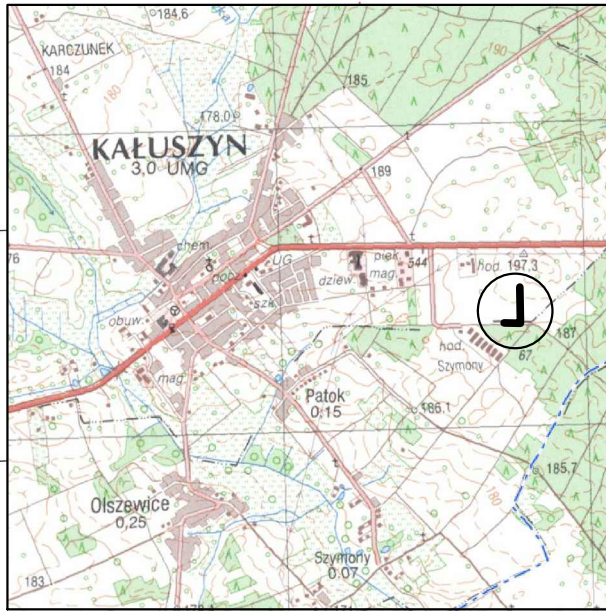 184,6
KARCZUNEK
184
180
178.0
185
190
KAŁUSZYN
3,0 UMG
189
76
chem.
UG
pobz
szk.
dziew.
piek
mag.
544
hod.
197.3
obuw.
187
hod.
Szymony
67
mag
Patok
0,15
186.1
185.7
Olszewice
0,25
180
Szymony
0,07
183